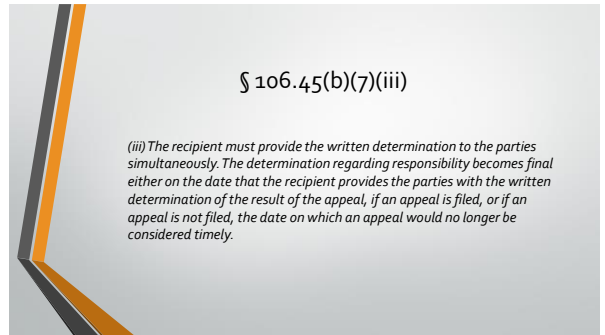 § 106.45(b)(7)(iii)
(iii) The recipient must provide the written determination to the parties
simultaneously. The determination regarding responsibility becomes final
either on the date that the recipient provides the parties with the written
determination of the result of the appeal, if an appeal is filed, or if an
appeal is not filed, the date on which an appeal would no longer be
considered timely.